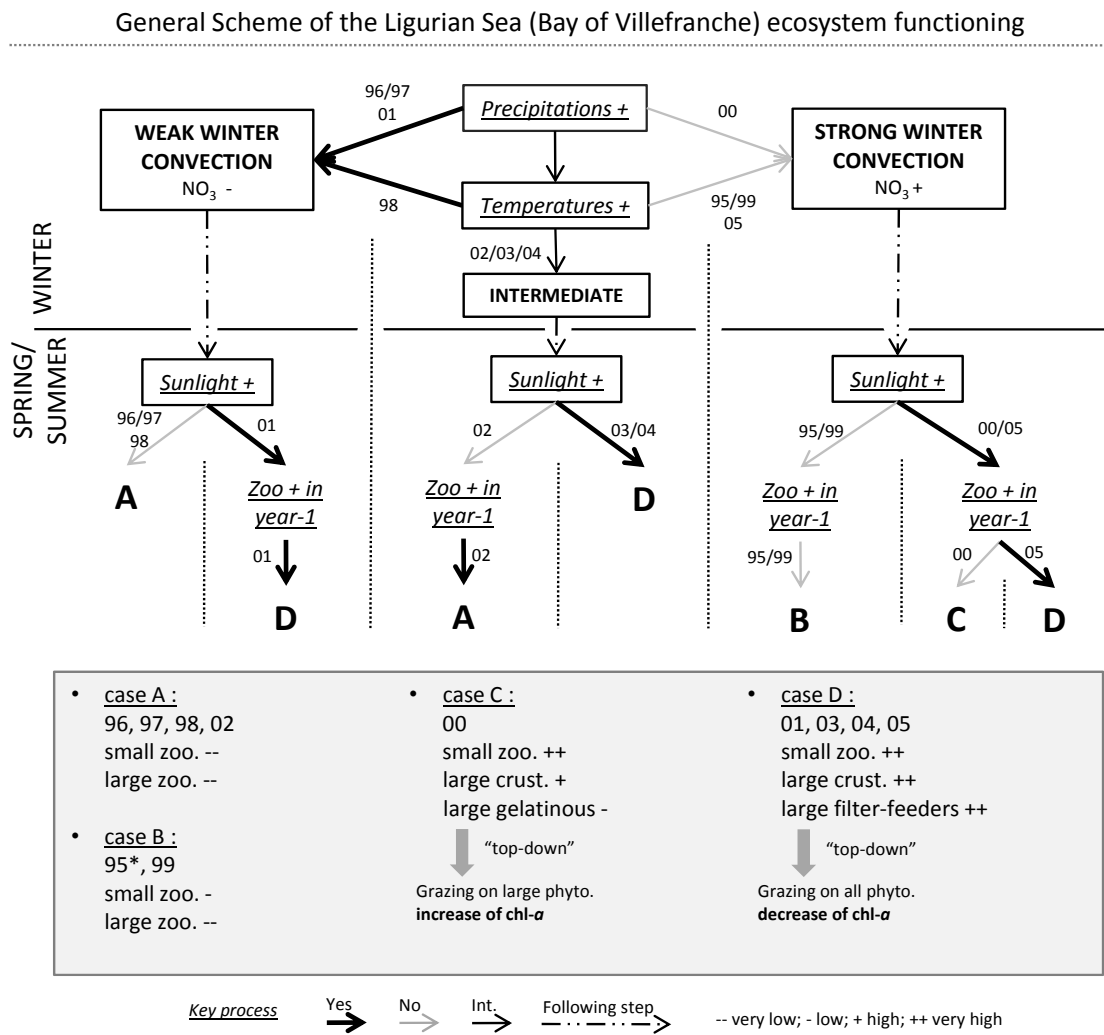 General Scheme of the Ligurian Sea (Bay of Villefranche) ecosystem functioning
96/97
01
Precipitations +
00
WEAK WINTER
CONVECTION
NO3 -
STRONG WINTER
CONVECTION
NO3 +
98
Temperatures +
95/99
05
02/03/04
INTERMEDIATE
WINTER
SPRING/
SUMMER
Sunlight +
Sunlight +
Sunlight +
96/97
98
01
02
03/04
95/99
00/05
A
Zoo + in
year-1
Zoo + in
year-1
D
Zoo + in
year-1
Zoo + in
year-1
01
02
95/99
00
05
D
A
B
C
D
• case A :
96, 97, 98, 02
small zoo. --
large zoo. --
• case B :
95*, 99
small zoo. -
large zoo. --
• case C :
00
small zoo. ++
large crust. +
large gelatinous -
"top-down"
Grazing on large phyto.
increase of chl-a
• case D :
01, 03, 04, 05
small zoo. ++
large crust. ++
large filter-feeders ++
"top-down"
Grazing on all phyto.
decrease of chl-a
Key process
Yes
No
Int.
Following step
-- very low; - low; + high; ++ very high